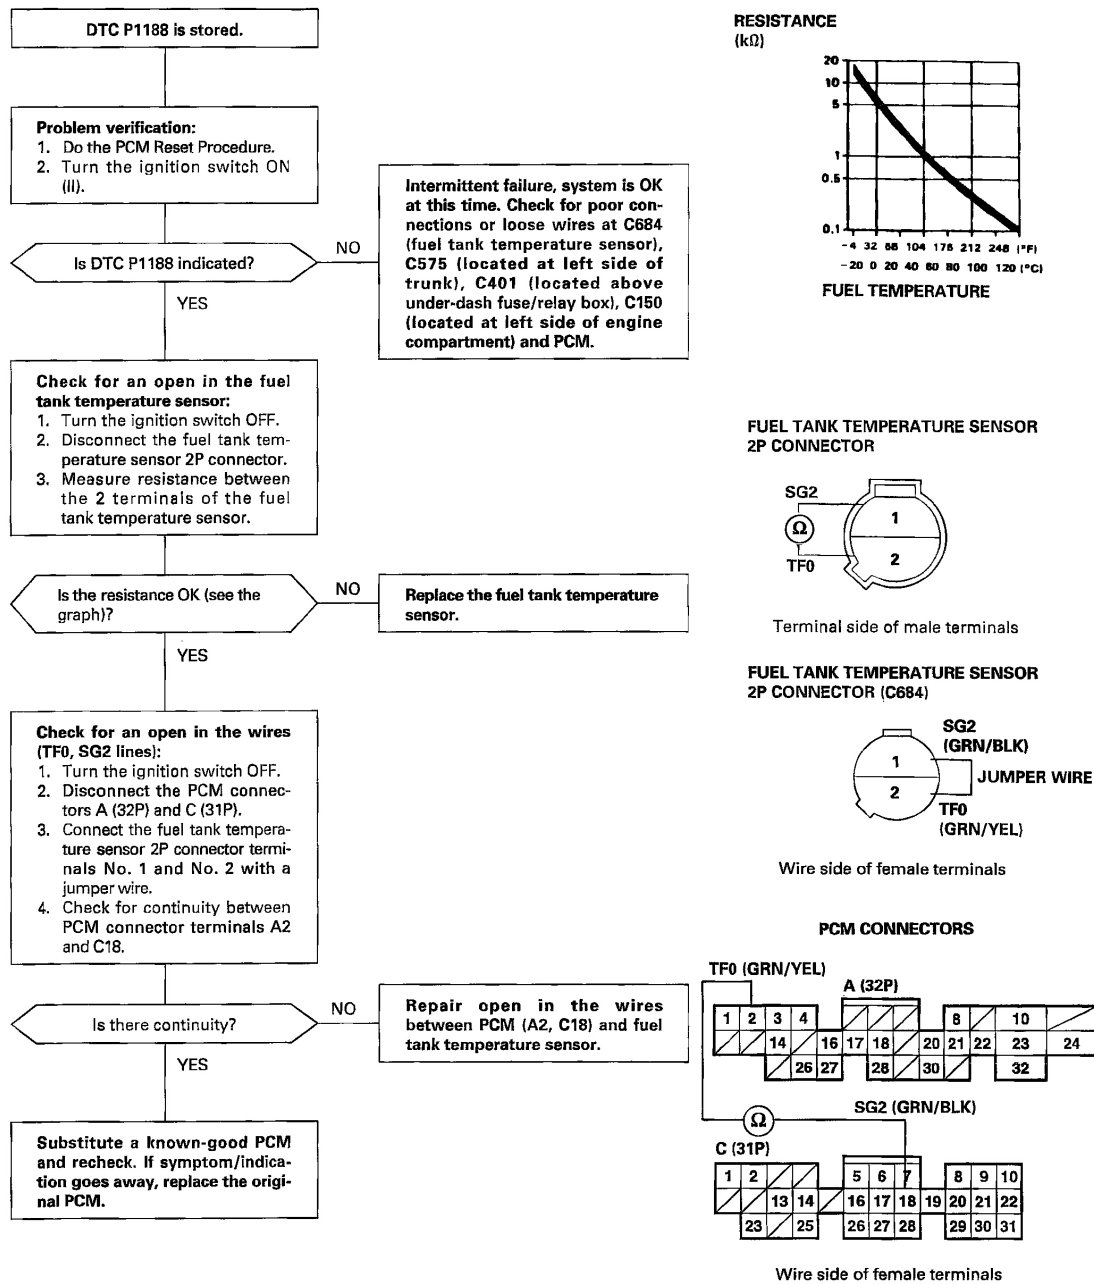 DTC P1188 is stored.
Problem verification:
1. Do the PCM Reset Procedure.
2. Turn the ignition switch ON
(II).
Is DTC P1188 indicated?
NO
Intermittent failure, system is OK
at this time. Check for poor con-
nections or loose wires at C684
(fuel tank temperature sensor),
C575 (located at left side of
trunk), C401 (located above
under-dash fuse/relay box), C150
(located at left side of engine
compartment) and PCM.
YES
Check for an open in the fuel
tank temperature sensor:
1. Turn the ignition switch OFF.
2. Disconnect the fuel tank tem-
perature sensor 2P connector.
3. Measure resistance between
the 2 terminals of the fuel
tank temperature sensor.
Is the resistance OK (see the
graph)?
NO
Replace the fuel tank temperature
sensor.
YES
Check for an open in the wires
(TF0, SG2 lines):
1. Turn the ignition switch OFF.
2. Disconnect the PCM connec-
tors A (32P) and C (31P).
3. Connect the fuel tank tempera-
ture sensor 2P connector termi-
nals No. 1 and No. 2 with a
jumper wire.
4. Check for continuity between
PCM connector terminals A2
and C18.
Is there continuity?
NO
Repair open in the wires
between PCM (A2, C18) and fuel
tank temperature sensor.
YES
Substitute a known-good PCM
and recheck. If symptom/indica-
tion goes away, replace the origi-
nal PCM.
RESISTANCE
(kΩ)
20
10
5
1
0.5
0.1
-4 32 68 104 176 212 248 (°F)
-20 0 20 40 60 80 100 120 (°C)
FUEL TEMPERATURE
FUEL TANK TEMPERATURE SENSOR
2P CONNECTOR
SG2
Ω
TF0
1
2
Terminal side of male terminals
FUEL TANK TEMPERATURE SENSOR
2P CONNECTOR (C684)
SG2
(GRN/BLK)
1
2
JUMPER WIRE
TF0
(GRN/YEL)
Wire side of female terminals
PCM CONNECTORS
TF0 (GRN/YEL)
A (32P)
1 2 3 4 8 10
14 16 17 18 20 21 22 23 24
26 27 28 30 32
SG2 (GRN/BLK)
Ω
C (31P)
1 2 5 6 7 8 9 10
13 14 16 17 18 19 20 21 22
23 25 26 27 28 29 30 31
Wire side of female terminals